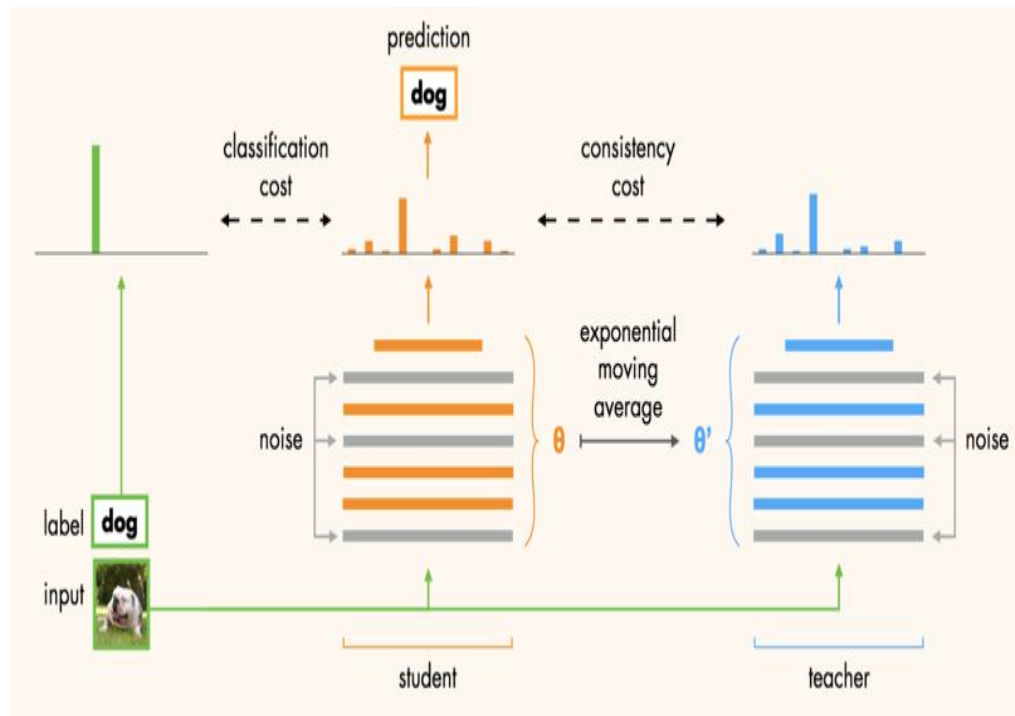 prediction
dog
classification
cost
consistency
cost
exponential
moving
average
noise
θ
θ'
noise
label
dog
input
student
teacher